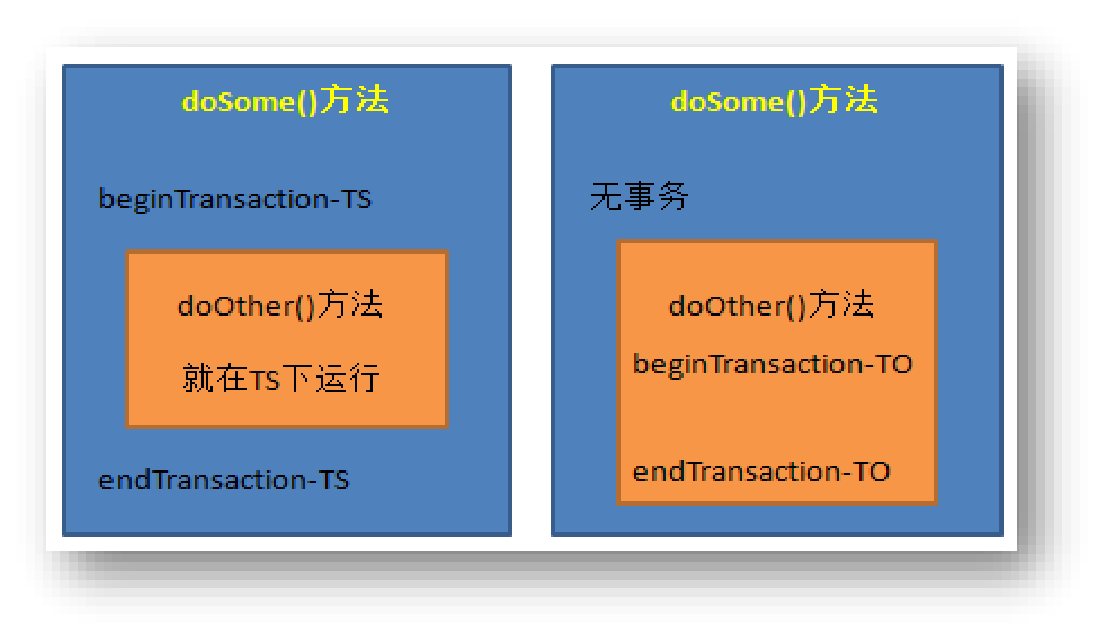 doSome()方法
beginTransaction-TS
doOther()方法
就在TS下运行
endTransaction-TS
doSome()方法
无事务
doOther()方法
beginTransaction-TO
endTransaction-TO